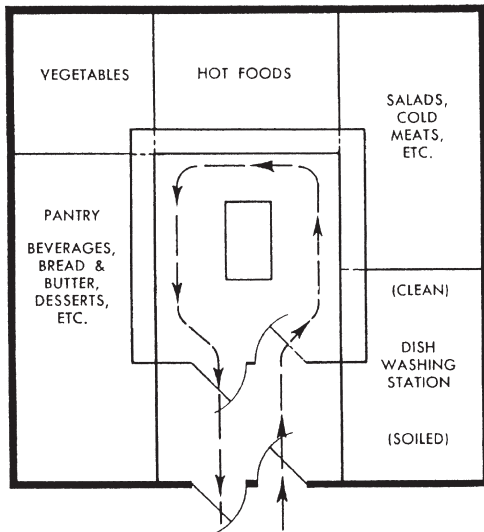 VEGETABLES
HOT FOODS
SALADS,
COLD
MEATS,
ETC.
PANTRY
BEVERAGES,
BREAD &
BUTTER,
DESSERTS,
ETC.
(CLEAN)
DISH
WASHING
STATION
(SOILED)